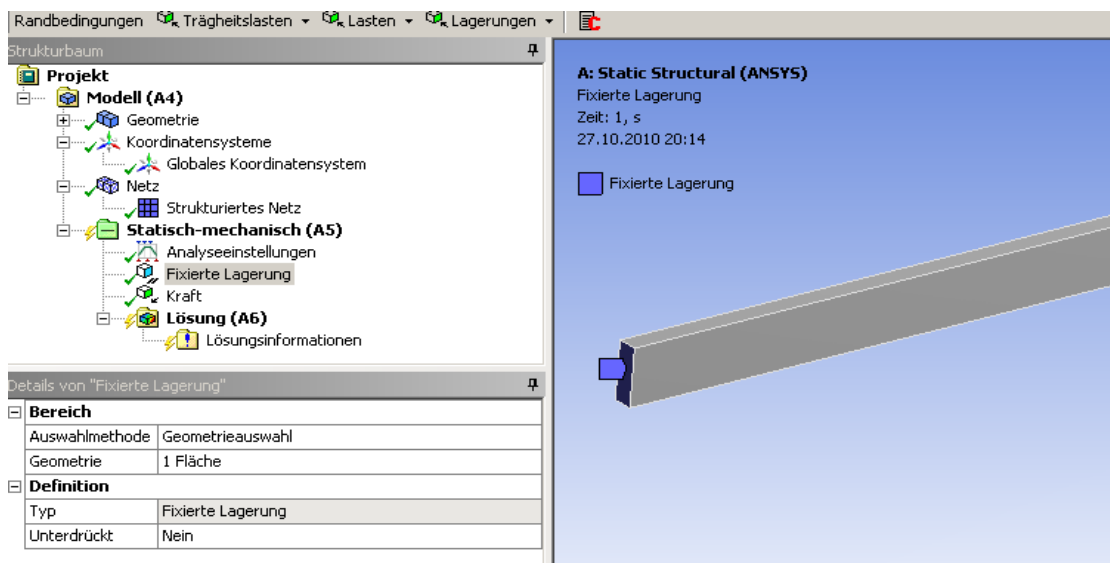 Randbedingungen Trägheitslasten Lasten Lagerungen
Strukturbaum
Projekt
Modell (A4)
Geometrie
Koordinatensysteme
Globales Koordinatensystem
Netz
Strukturiertes Netz
Statisch-mechanisch (A5)
Analyseeinstellungen
Fixierte Lagerung
Kraft
Lösung (A6)
Lösungsinformationen
Details von "Fixierte Lagerung"
Bereich
Auswahlmethode Geometrieauswahl
Geometrie 1 Fläche
Definition
Typ Fixierte Lagerung
Unterdrückt Nein
A: Static Structural (ANSYS)
Fixierte Lagerung
Zeit: 1, s
27.10.2010 20:14
Fixierte Lagerung